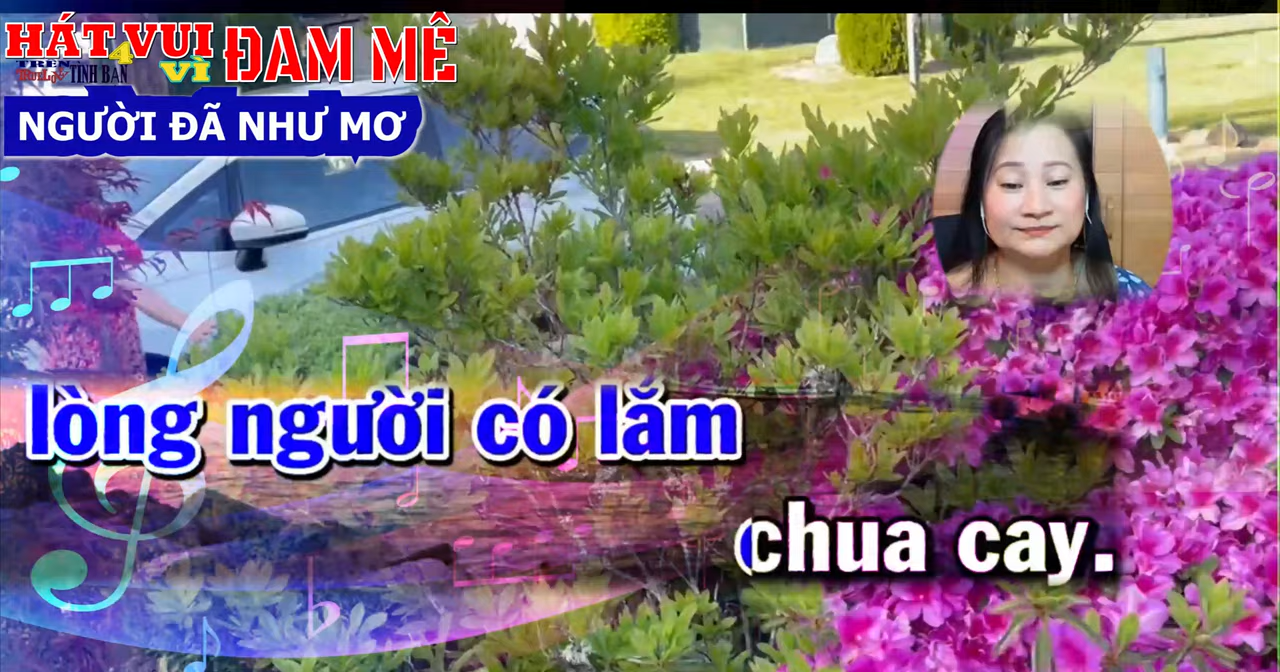 HÁT VUI ĐAM MÊ
TRÊN 4 VÌ
TÌNH BẠN
NGƯỜI ĐÃ NHƯ MƠ
lòng người có lắm
chua cay.